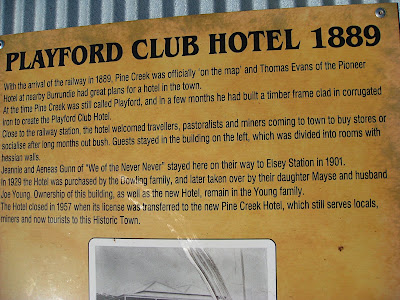 PLAYFORD CLUB HOTEL 1889
With the arrival of the railway in 1889, Pine Creek was officially 'on the map' and Thomas Evans of the Pioneer
Hotel at nearby Burrundie had great plans for a hotel in the town.
At the time Pine Creek was still called Playford, and in a few months he had built a timber frame clad in corrugated
iron to create the Playford Club Hotel.
Close to the railway station, the hotel welcomed travellers, pastoralists and miners coming to town to buy stores or
socialise after long months out bush. Guests stayed in the building on the left, which was divided into rooms with
hessian walls.
Jeannie and Aeneas Gunn of "We of the Never Never" stayed here on their way to Elsey Station in 1901.
In 1929 the Hotel was purchased by the Dowling family, and later taken over by their daughter Mayse and husband
Joe Young. Ownership of this building, as well as the new Hotel, remain in the Young family.
The Hotel closed in 1957 when its license was transferred to the new Pine Creek Hotel, which still serves locals,
miners and now tourists to this Historic Town.